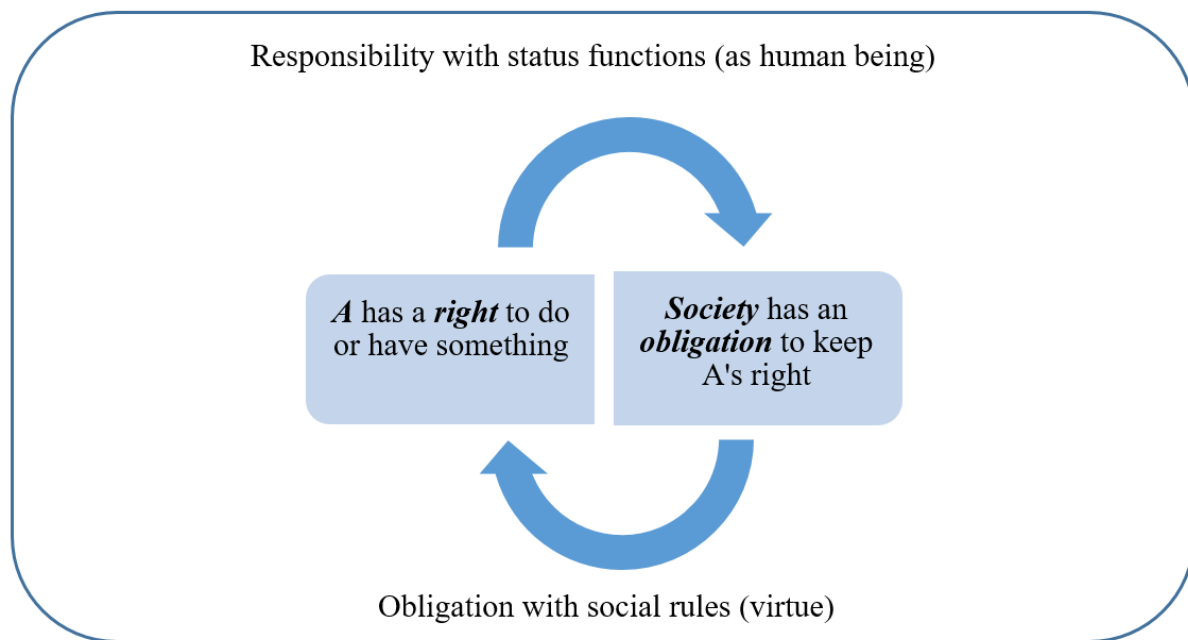 Responsibility with status functions (as human being)
A has a right to do
or have something
Society has an
obligation to keep
A's right
Obligation with social rules (virtue)